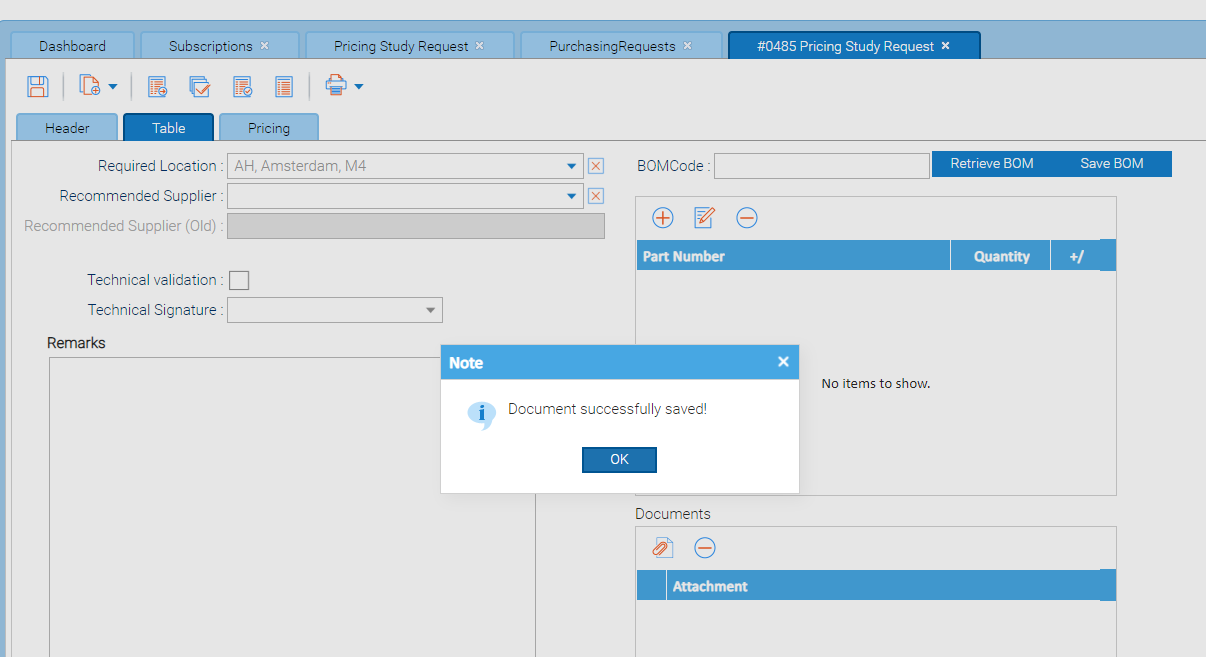 Dashboard Subscriptions × Pricing Study Request × PurchasingRequests × #0485 Pricing Study Request ×
Header Table Pricing
Required Location : AH, Amsterdam, M4
BOMCode : Retrieve BOM Save BOM
Recommended Supplier :
Recommended Supplier (Old) :
Part Number Quantity +/
Technical validation :
Technical Signature :
Remarks
Note ×
No items to show.
Document successfully saved!
OK
Documents
Attachment